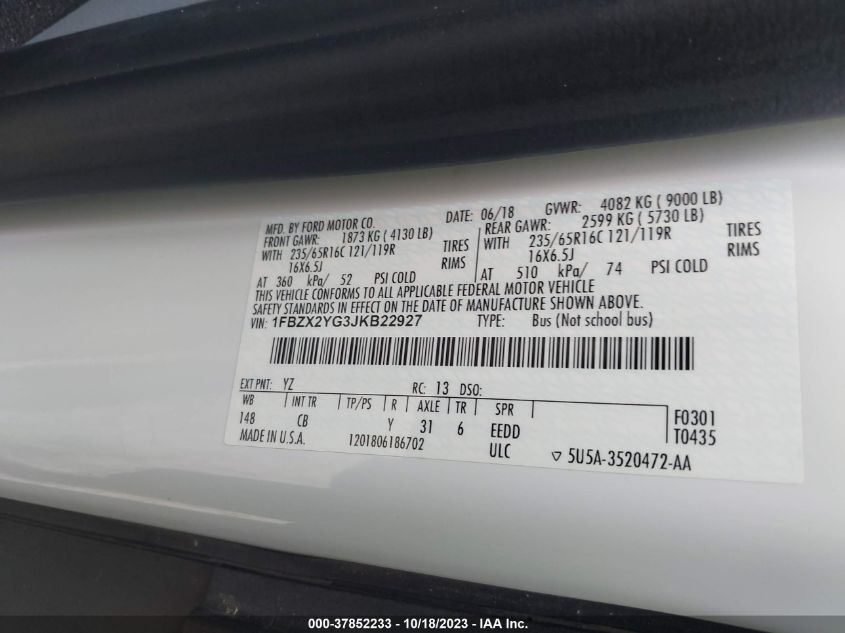 MFD. BY FORD MOTOR CO. DATE: 06/18 GVWR: 4082 KG ( 9000 LB)
FRONT GAWR: 1873 KG ( 4130 LB) REAR GAWR: 2599 KG ( 5730 LB)
WITH 235/65R16C 121/119R TIRES WITH 235/65R16C 121/119R TIRES
16X6.5J RIMS 16X6.5J RIMS
AT 360 kPa/ 52 PSI COLD AT 510 kPa/ 74 PSI COLD
THIS VEHICLE CONFORMS TO ALL APPLICABLE FEDERAL MOTOR VEHICLE
SAFETY STANDARDS IN EFFECT ON THE DATE OF MANUFACTURE SHOWN ABOVE.
VIN: 1FBZX2YG3JKB22927 TYPE: Bus (Not school bus)
EXT PNT: YZ RC: 13 DSO:
WB INT TR TP/PS R AXLE TR SPR F0301
148 CB Y 31 6 EEDD T0435
MADE IN U.S.A. 1201806186702 ULC ▽ 5U5A-3520472-AA
000-37852233 - 10/18/2023 - IAA Inc.